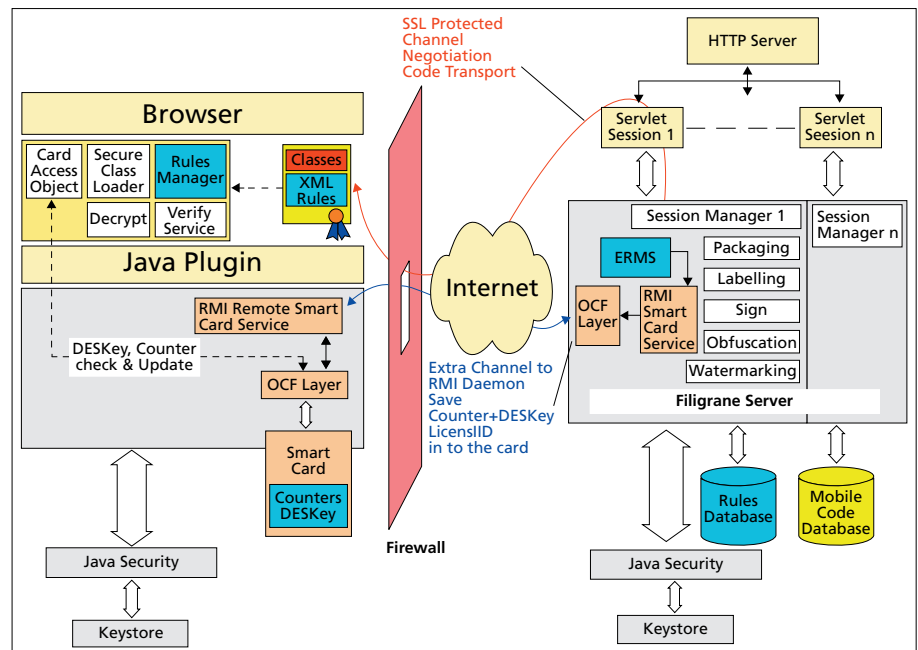 SSL Protected
Channel
Negotiation
Code Transport
HTTP Server
Servlet
Session 1
Servlet
Seesion n
Browser
Card
Access
Object
Secure
Class
Loader
Rules
Manager
Decrypt
Verify
Service
Classes
XML
Rules
Java Plugin
RMI Remote Smart
Card Service
DESKey, Counter
check & Update
OCF Layer
Smart
Card
Counters
DESKey
Java Security
Keystore
Firewall
Internet
Extra Channel to
RMI Daemon
Save
Counter+DESKey
LicensIID
in to the card
Session Manager 1
Session
Manager n
ERMS
Packaging
Labelling
OCF
Layer
RMI
Smart
Card
Service
Sign
Obfuscation
Watermarking
Filigrane Server
Rules
Database
Mobile
Code
Database
Java Security
Keystore